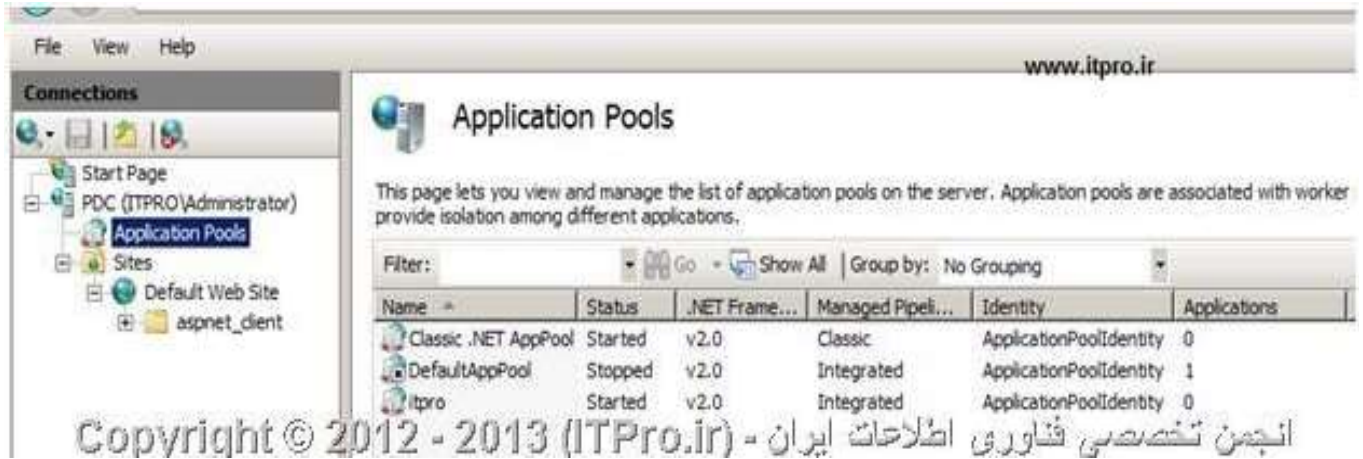 File View Help
www.itpro.ir
Connections
Application Pools
Start Page
PDC (ITPRO\Administrator)
Application Pools
Sites
Default Web Site
aspnet_client
This page lets you view and manage the list of application pools on the server. Application pools are associated with worker
provide isolation among different applications.
Filter: Go Show All Group by: No Grouping
Name Status .NET Frame... Managed Pipeli... Identity Applications
Classic .NET AppPool Started v2.0 Classic ApplicationPoolIdentity 0
DefaultAppPool Stopped v2.0 Integrated ApplicationPoolIdentity 1
itpro Started v2.0 Integrated ApplicationPoolIdentity 0
Copyright © 2012 - 2013 (ITPro.ir) - انجمن تخصصی فناوری اطلاعات ایران